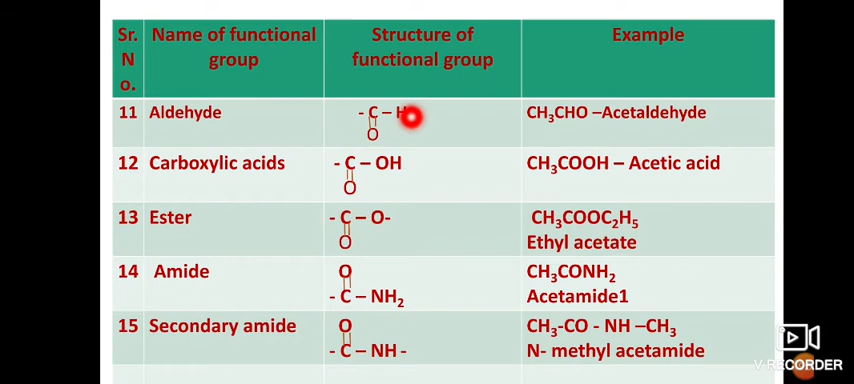 Sr. Name of functional Structure of Example
N group functional group
o.
11 Aldehyde - C – H CH₃CHO –Acetaldehyde
O
12 Carboxylic acids - C – OH CH₃COOH – Acetic acid
O
13 Ester - C – O- CH₃COOC₂H₅
O Ethyl acetate
14 Amide O CH₃CONH₂
- C – NH₂ Acetamide1
15 Secondary amide O CH₃-CO - NH –CH₃
- C – NH - N- methyl acetamide
V RECORDER